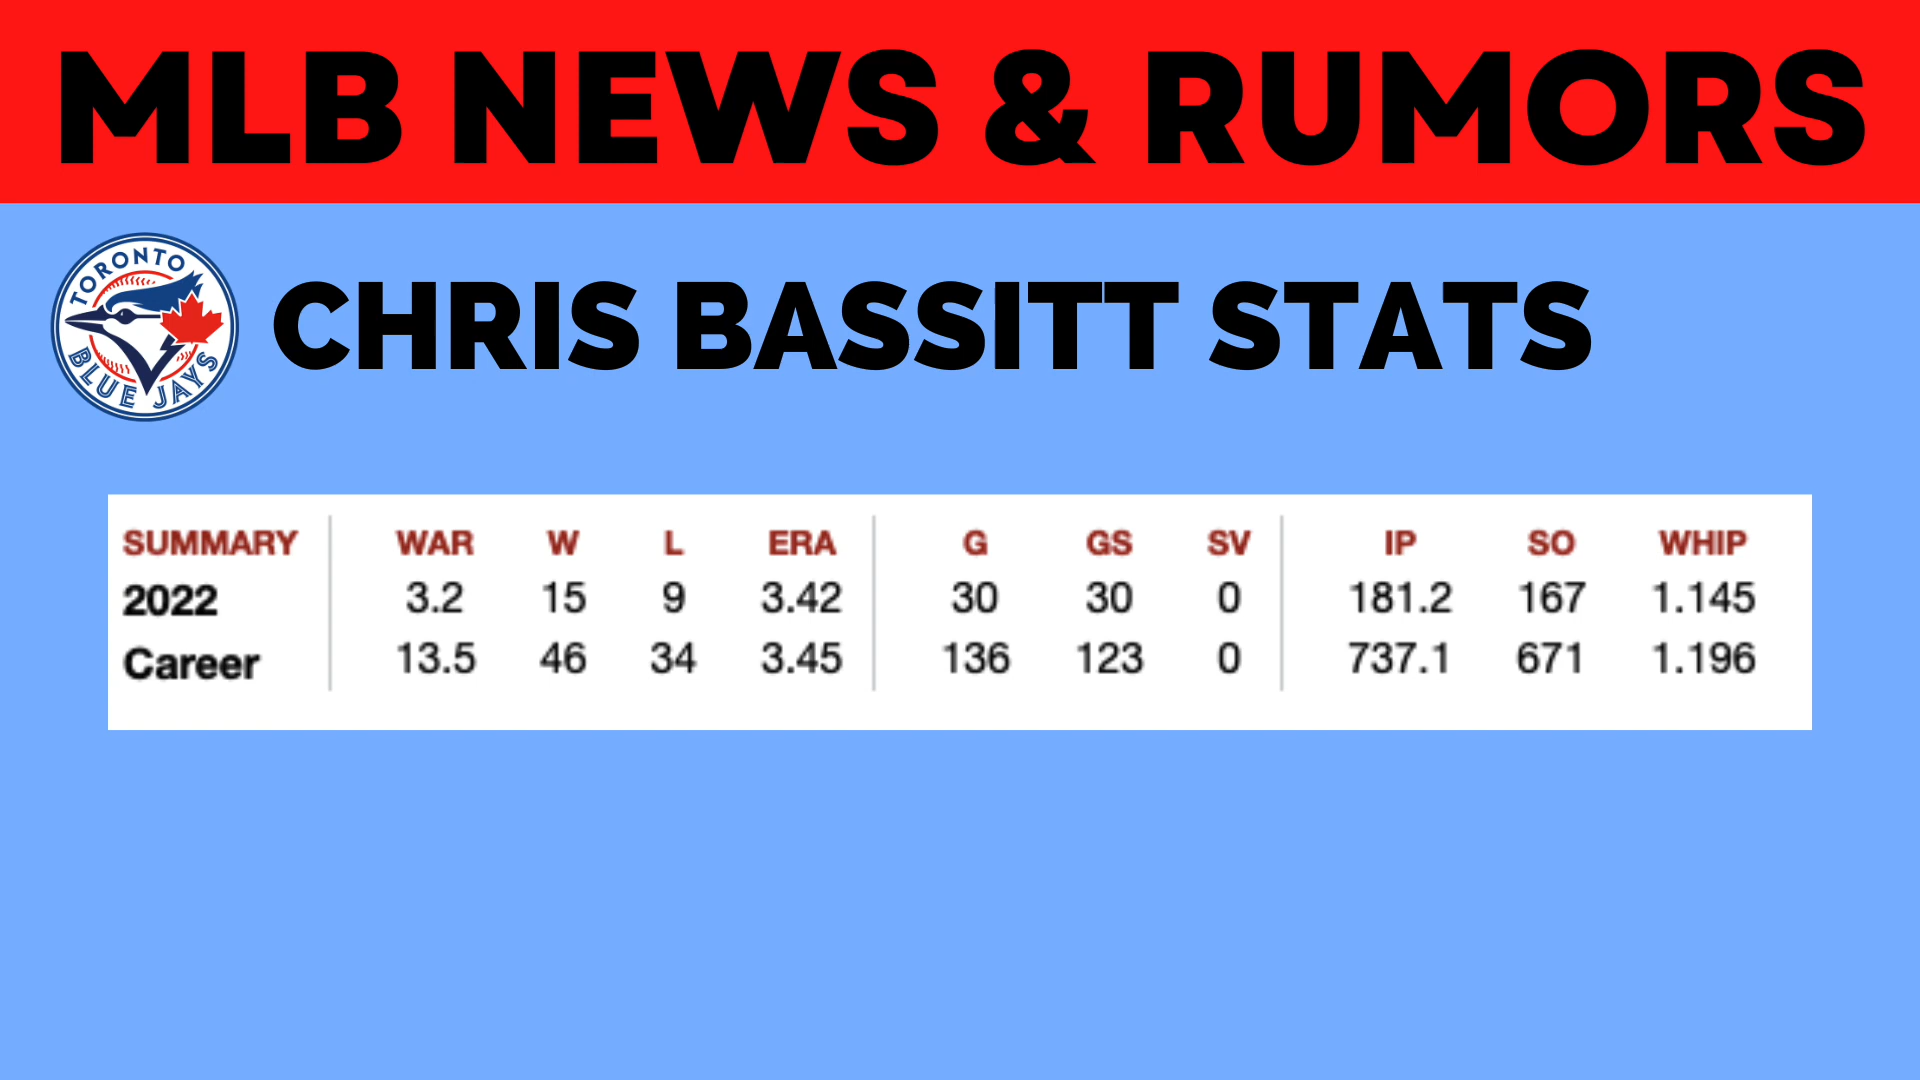 MLB NEWS & RUMORS
TORONTO
BLUE JAYS
CHRIS BASSITT STATS
SUMMARY WAR W L ERA G GS SV IP SO WHIP
2022 3.2 15 9 3.42 30 30 0 181.2 167 1.145
Career 13.5 46 34 3.45 136 123 0 737.1 671 1.196